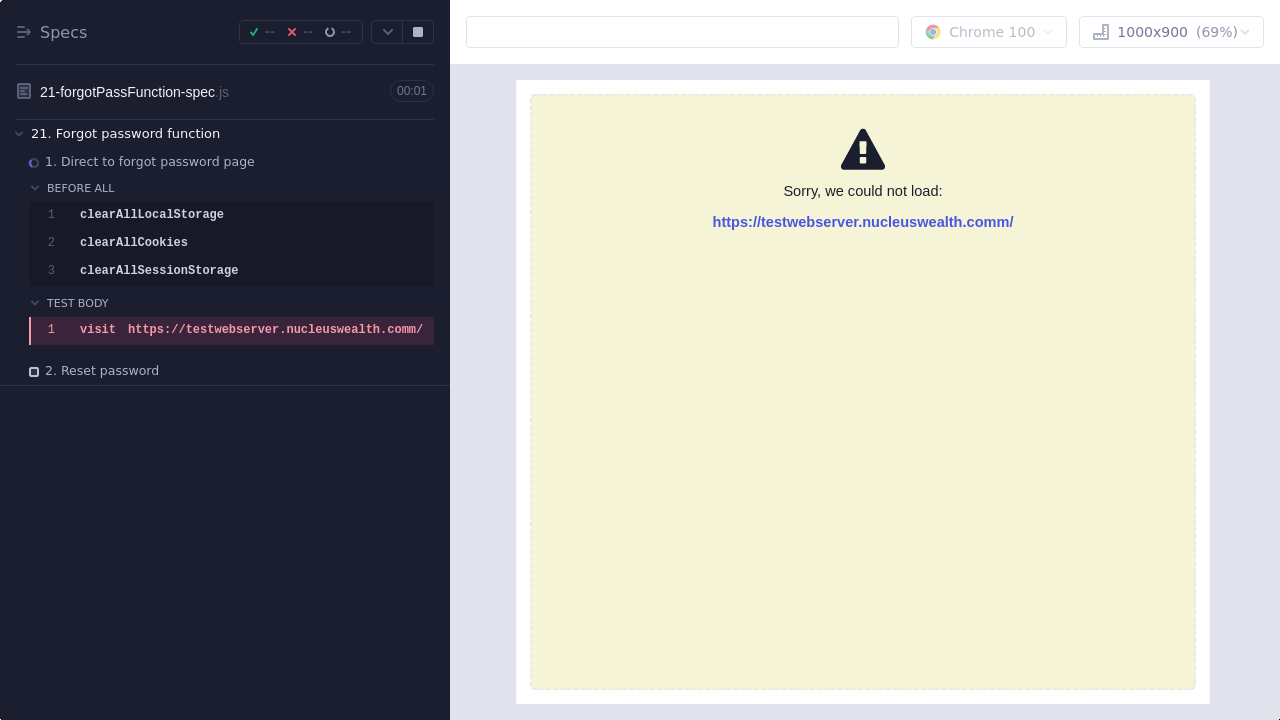 Specs
--
--
--
Chrome 100
1000x900 (69%)
21-forgotPassFunction-spec.js
00:01
21. Forgot password function
1. Direct to forgot password page
BEFORE ALL
1 clearAllLocalStorage
2 clearAllCookies
3 clearAllSessionStorage
TEST BODY
1 visit https://testwebserver.nucleuswealth.comm/
2. Reset password
Sorry, we could not load:
https://testwebserver.nucleuswealth.comm/